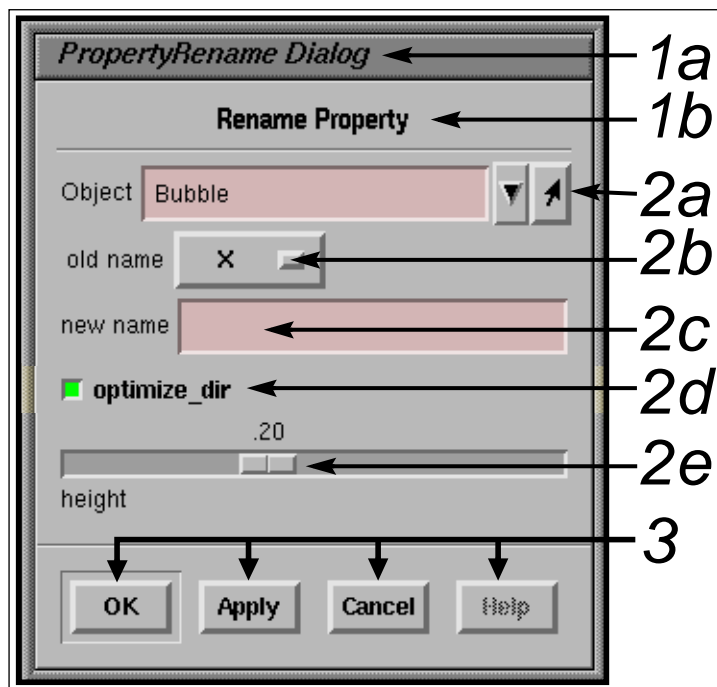 PropertyRename Dialog 1a
Rename Property 1b
Object Bubble 2a
old name X 2b
new name 2c
optimize_dir 2d
.20
2e
height
3
OK Apply Cancel Help